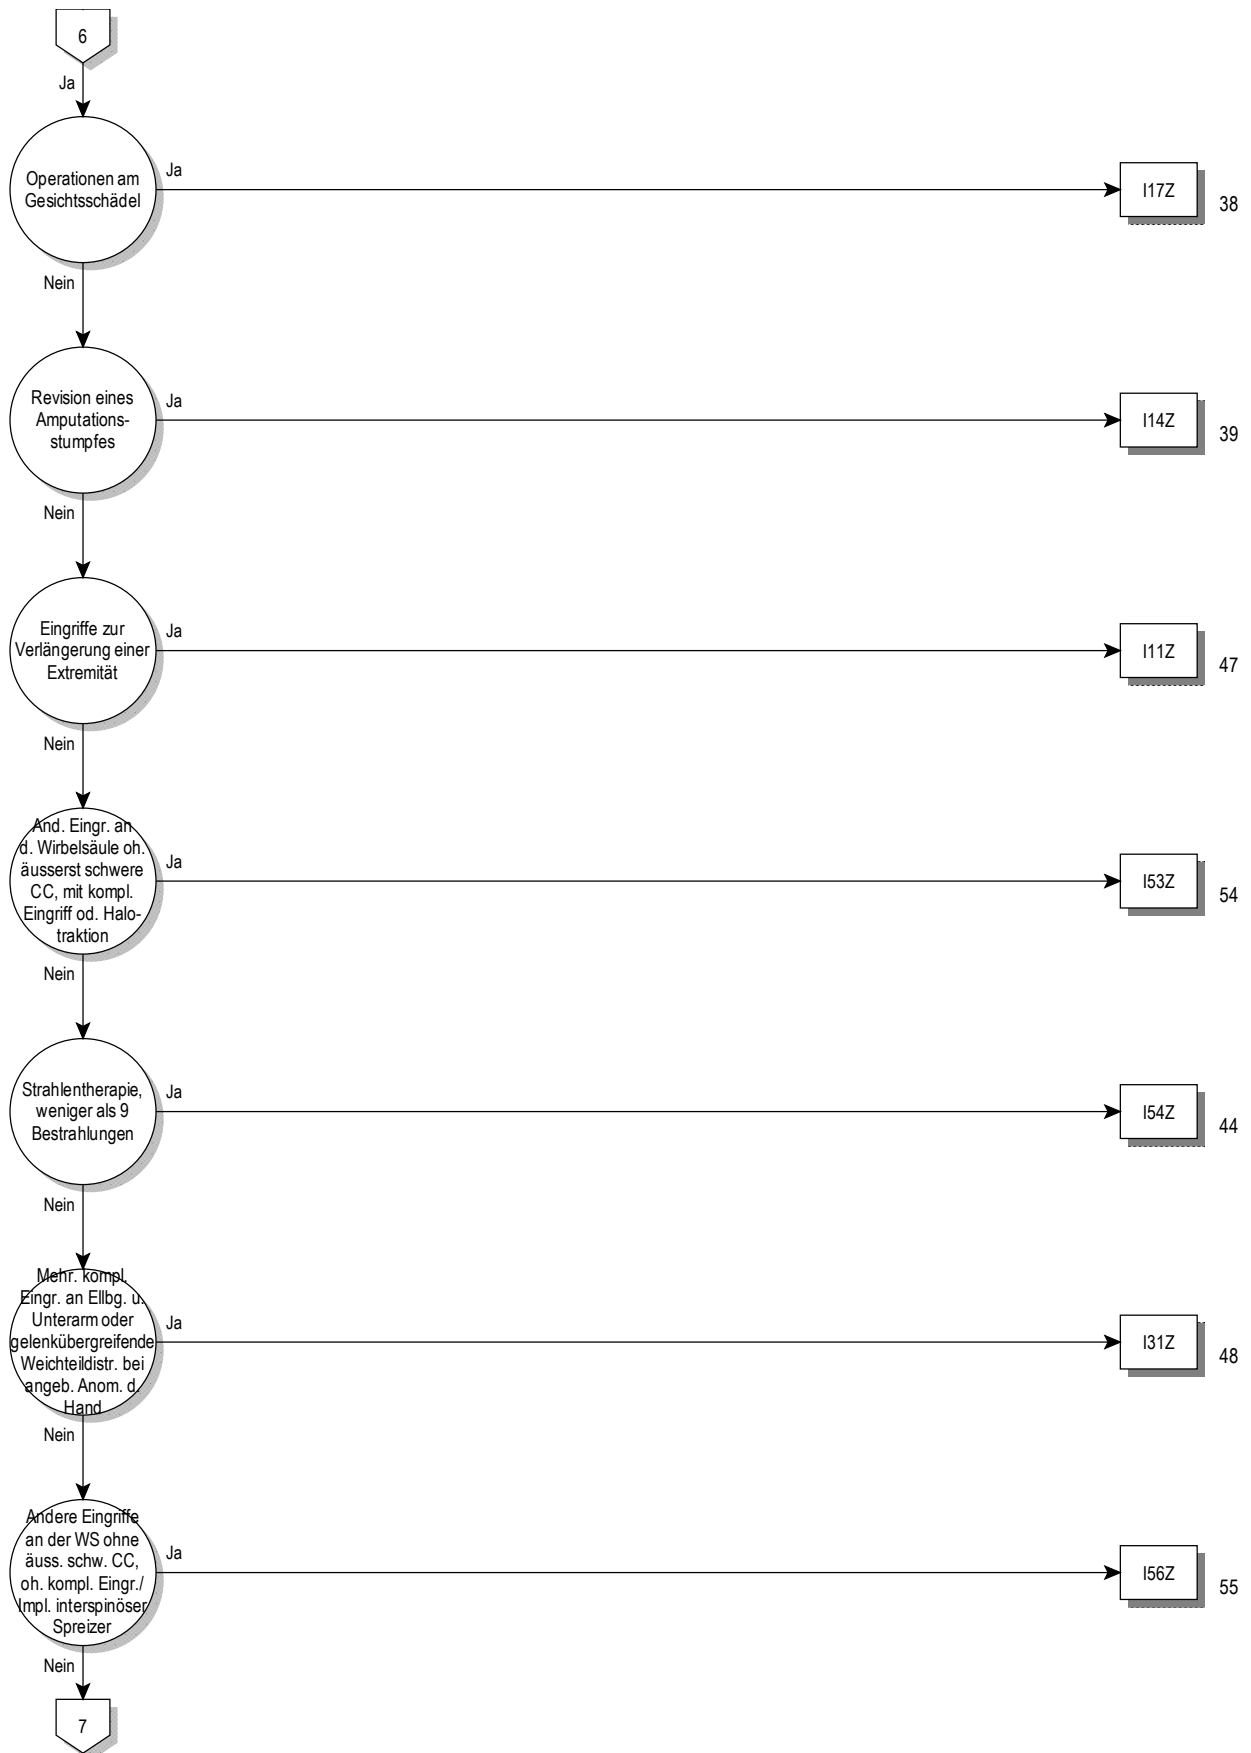 6
Ja
Operationen am
Gesichtsschädel
Ja
I17Z
38
Nein
Revision eines
Amputations-
stumpfes
Ja
I14Z
39
Nein
Eingriffe zur
Verlängerung einer
Extremität
Ja
I11Z
47
Nein
And. Eingr. an
d. Wirbelsäule oh.
äusserst schwere
CC, mit kompl.
Eingriff od. Halo-
traktion
Ja
I53Z
54
Nein
Strahlentherapie,
weniger als 9
Bestrahlungen
Ja
I54Z
44
Nein
Mehr. kompl.
Eingr. an Ellbg. u.
Unterarm oder
gelenkübergreifende
Weichteildistr. bei
angeb. Anom. d.
Hand
Ja
I31Z
48
Nein
Andere Eingriffe
an der WS ohne
äuss. schw. CC,
oh. kompl. Eingr./
Impl. interspinöser
Spreizer
Ja
I56Z
55
Nein
7